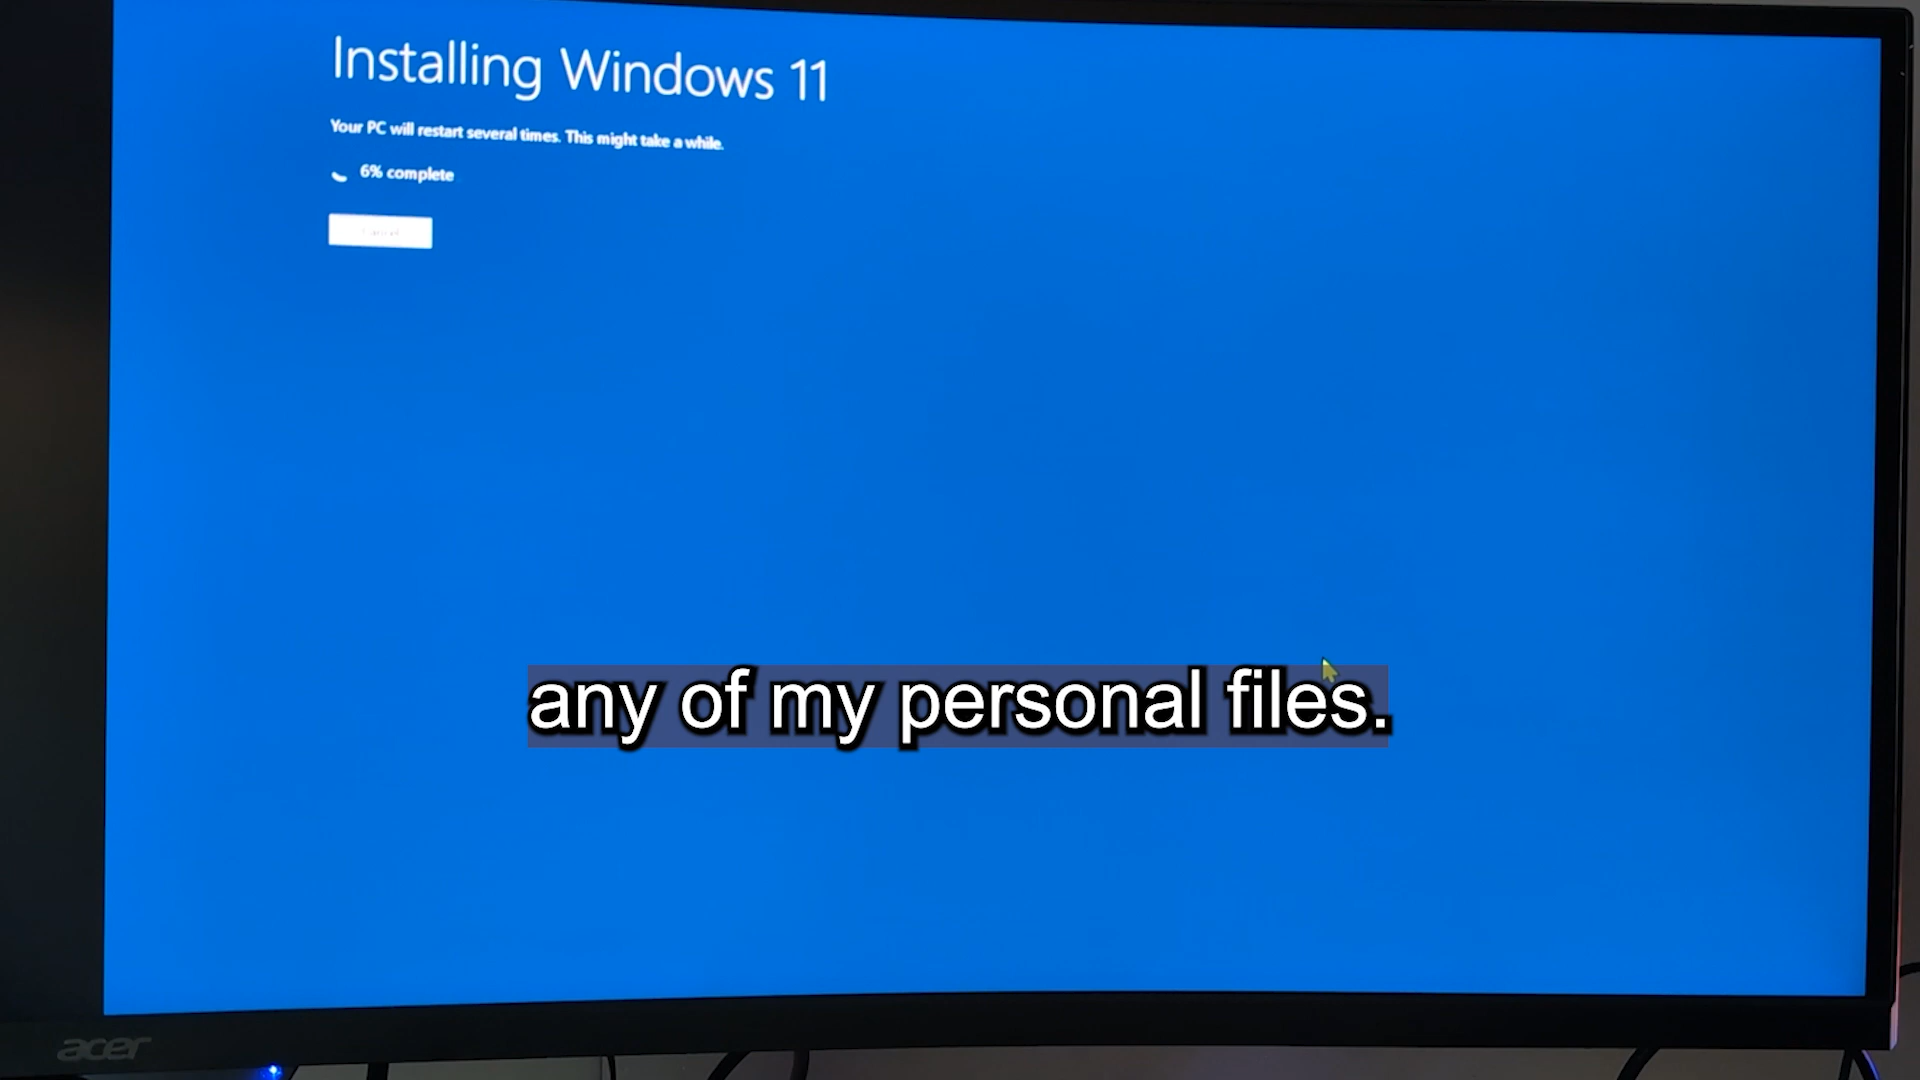 Installing Windows 11
Your PC will restart several times. This might take a while.
6% complete
any of my personal files.
acer